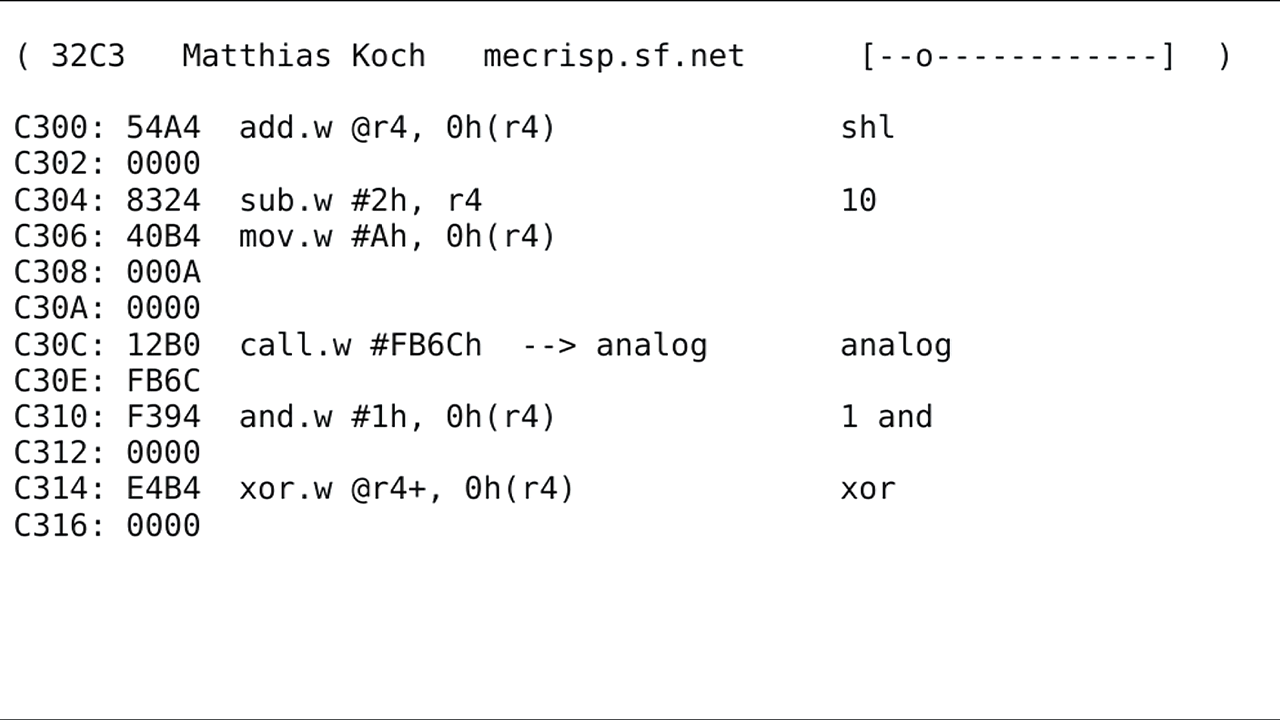 ( 32C3   Matthias Koch   mecrisp.sf.net      [--o------------]  )
C300: 54A4  add.w @r4, 0h(r4)               shl
C302: 0000
C304: 8324  sub.w #2h, r4                   10
C306: 40B4  mov.w #Ah, 0h(r4)
C308: 000A
C30A: 0000
C30C: 12B0  call.w #FB6Ch  --> analog       analog
C30E: FB6C
C310: F394  and.w #1h, 0h(r4)               1 and
C312: 0000
C314: E4B4  xor.w @r4+, 0h(r4)              xor
C316: 0000